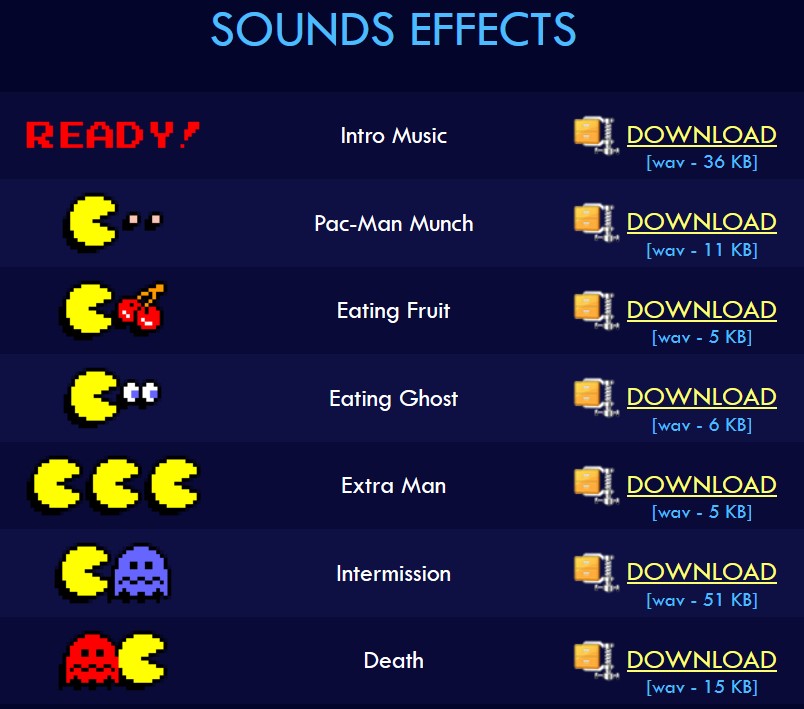 SOUNDS EFFECTS
READY!
Intro Music
DOWNLOAD
[wav - 36 KB]
Pac-Man Munch
DOWNLOAD
[wav - 11 KB]
Eating Fruit
DOWNLOAD
[wav - 5 KB]
Eating Ghost
DOWNLOAD
[wav - 6 KB]
Extra Man
DOWNLOAD
[wav - 5 KB]
Intermission
DOWNLOAD
[wav - 51 KB]
Death
DOWNLOAD
[wav - 15 KB]